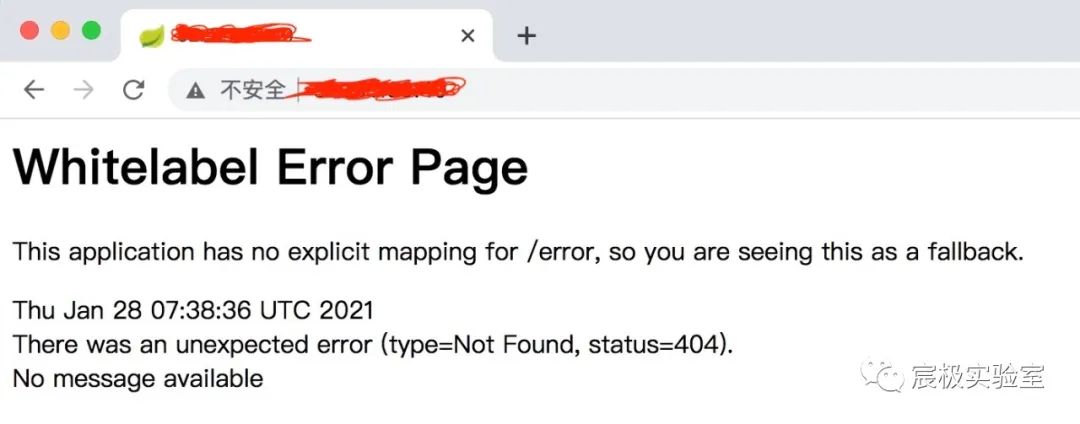 不安全
Whitelabel Error Page
This application has no explicit mapping for /error, so you are seeing this as a fallback.
Thu Jan 28 07:38:36 UTC 2021
There was an unexpected error (type=Not Found, status=404).
No message available
宸极实验室